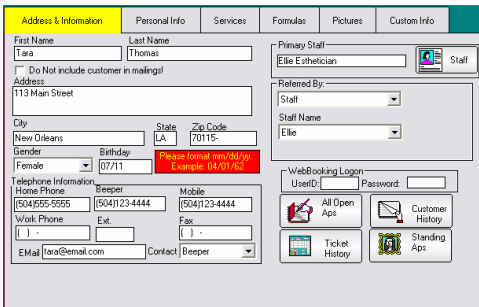 Address & Information Personal Info Services Formulas Pictures Custom Info
First Name Last Name
Tara Thomas
Do Not include customer in mailings!
Address
113 Main Street
City State Zip Code
New Orleans LA 70115-
Gender Birthday
Female 07/11
Please format mm/dd/yy.
Example: 04/01/62
Telephone Information
Home Phone Beeper Mobile
(504)555-5555 (504)123-4444 (504)123-4444
Work Phone Ext. Fax
( ) - ( ) -
EMail tara@email.com Contact Beeper
Primary Staff
Ellie Esthetician Staff
Referred By:
Staff
Staff Name
Ellie
WebBooking Logon
UserID: Password:
All Open
Aps
Customer
History
Ticket
History
Standing
Aps